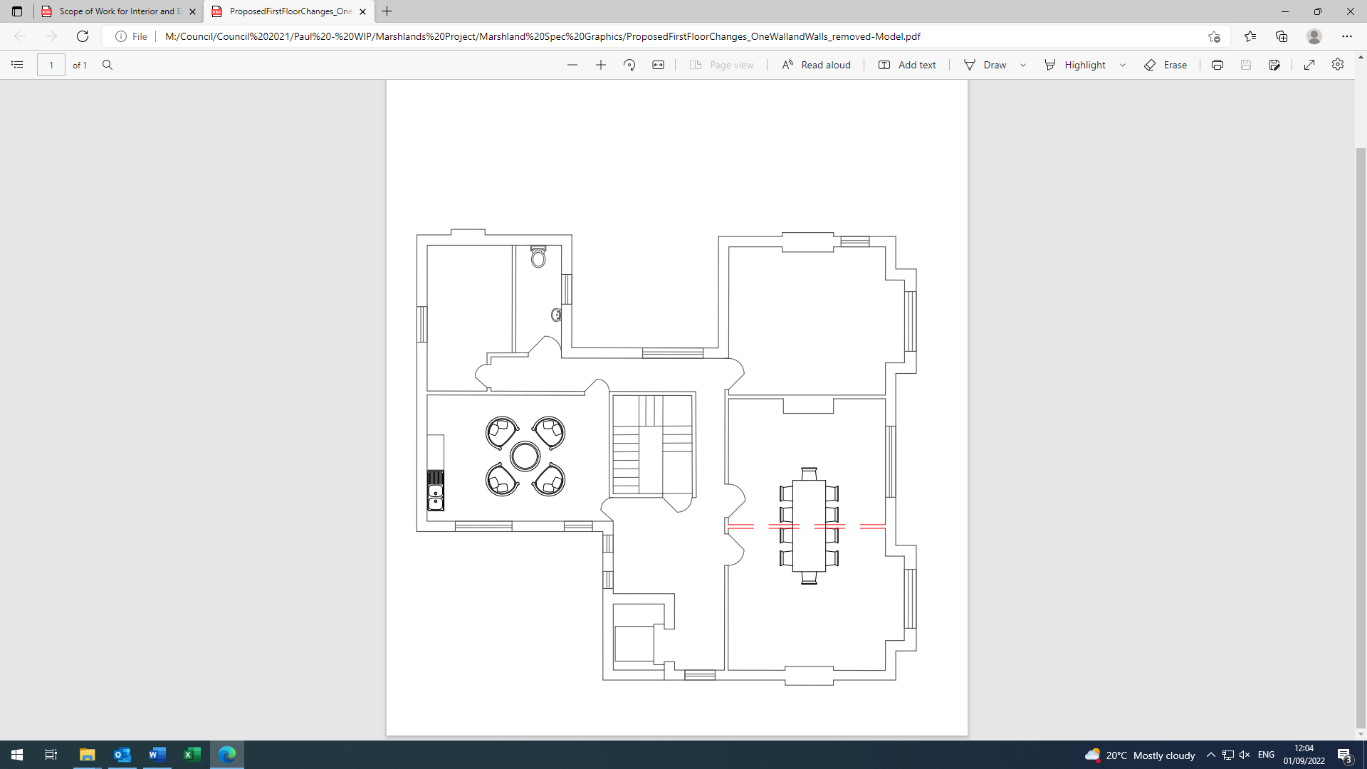 Scope of Work for Interior and E
ProposedFirstFloorChanges_One
File
M:/Council/Council%202021/Paul%20-%20WIP/Marshlands%20Project/Marshland%20Spec%20Graphics/ProposedFirstFloorChanges_OneWallandWalls_removed-Model.pdf
1 of 1
Page view
Read aloud
Add text
Draw
Highlight
Erase
20°C Mostly cloudy
ENG
12:04
01/09/2022
3